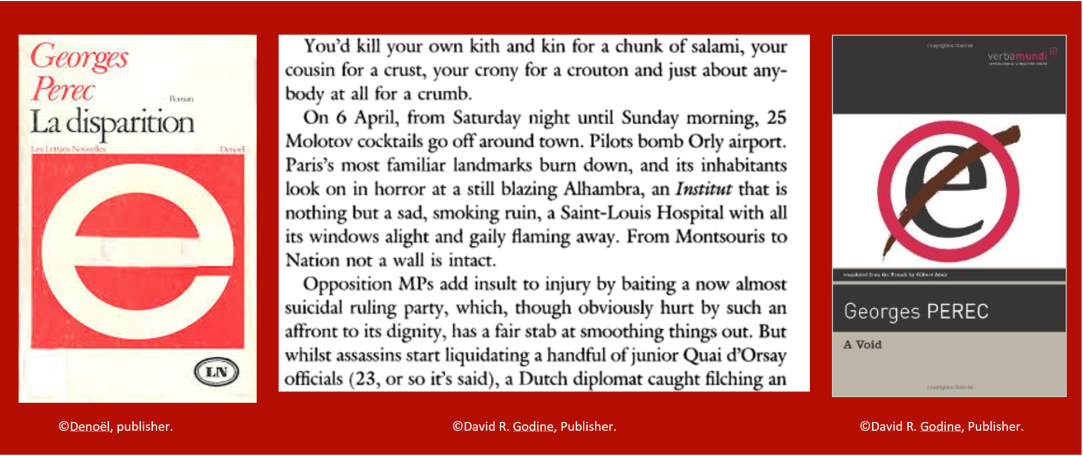 Georges
Perec
Roman
La disparition
Les Lettres Nouvelles
Denoël
e
LN
©Denoël, publisher.
You'd kill your own kith and kin for a chunk of salami, your
cousin for a crust, your crony for a crouton and just about any-
body at all for a crumb.
On 6 April, from Saturday night until Sunday morning, 25
Molotov cocktails go off around town. Pilots bomb Orly airport.
Paris's most familiar landmarks burn down, and its inhabitants
look on in horror at a still blazing Alhambra, an Institut that is
nothing but a sad, smoking ruin, a Saint-Louis Hospital with all
its windows alight and gaily flaming away. From Montsouris to
Nation not a wall is intact.
Opposition MPs add insult to injury by baiting a now almost
suicidal ruling party, which, though obviously hurt by such an
affront to its dignity, has a fair stab at smoothing things out. But
whilst assassins start liquidating a handful of junior Quai d'Orsay
officials (23, or so it's said), a Dutch diplomat caught filching an
©David R. Godine, Publisher.
Copyrighted Material
verbamundi
e
translated from the French by Gilbert Adair
Georges PEREC
A Void
Copyrighted Material
©David R. Godine, Publisher.